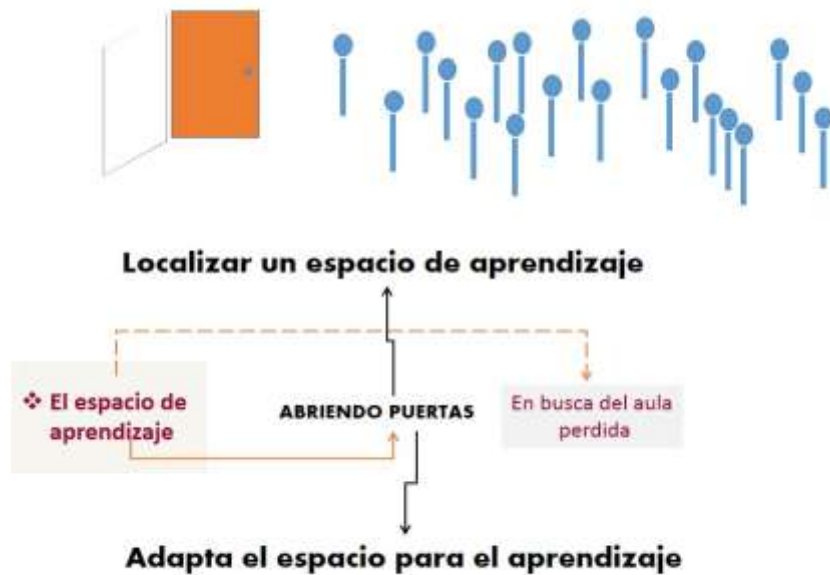 Localizar un espacio de aprendizaje
❖ El espacio de
aprendizaje
ABRIENDO PUERTAS
En busca del aula
perdida
Adapta el espacio para el aprendizaje